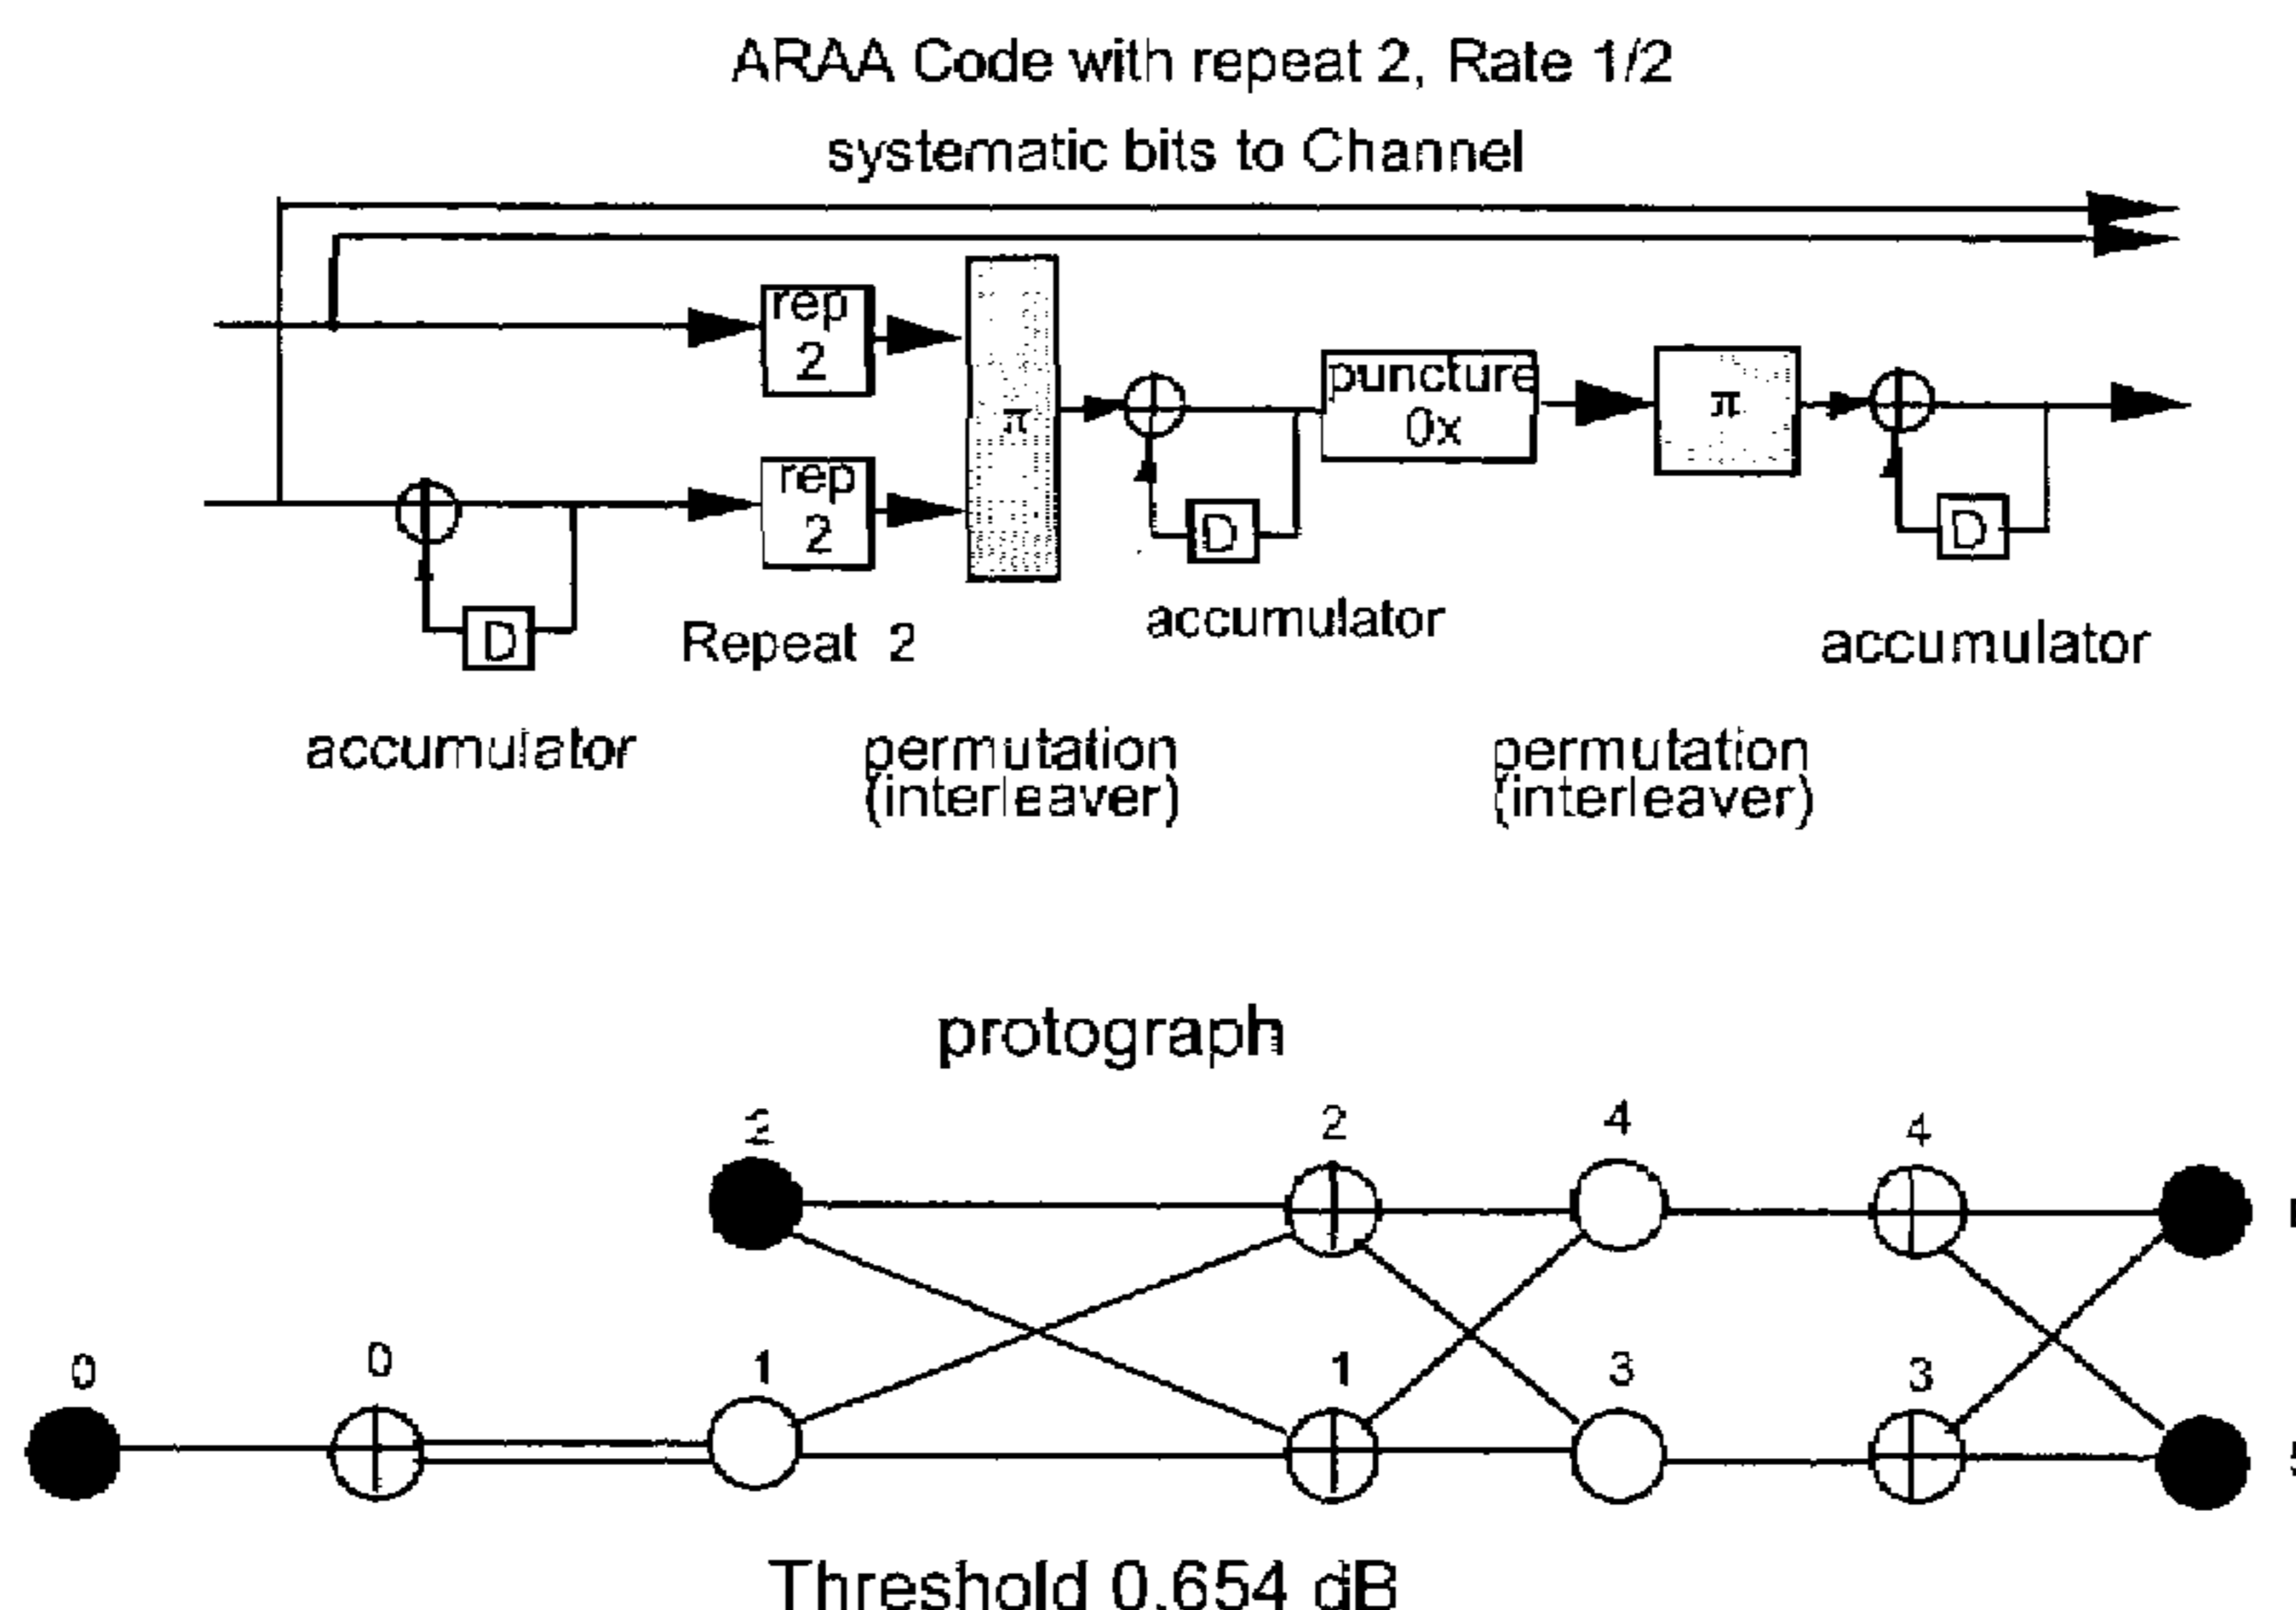 ARAA Code with repeat 2, Rate 1/2
systematic bits to Channel
rep
2
π
puncture
0x
π
rep
2
D
D
D
accumulator
Repeat 2
accumulator
accumulator
permutation
(interleaver)
permutation
(interleaver)
protograph
2
2
4
4
0
0
1
1
3
3
Threshold 0.654 dB